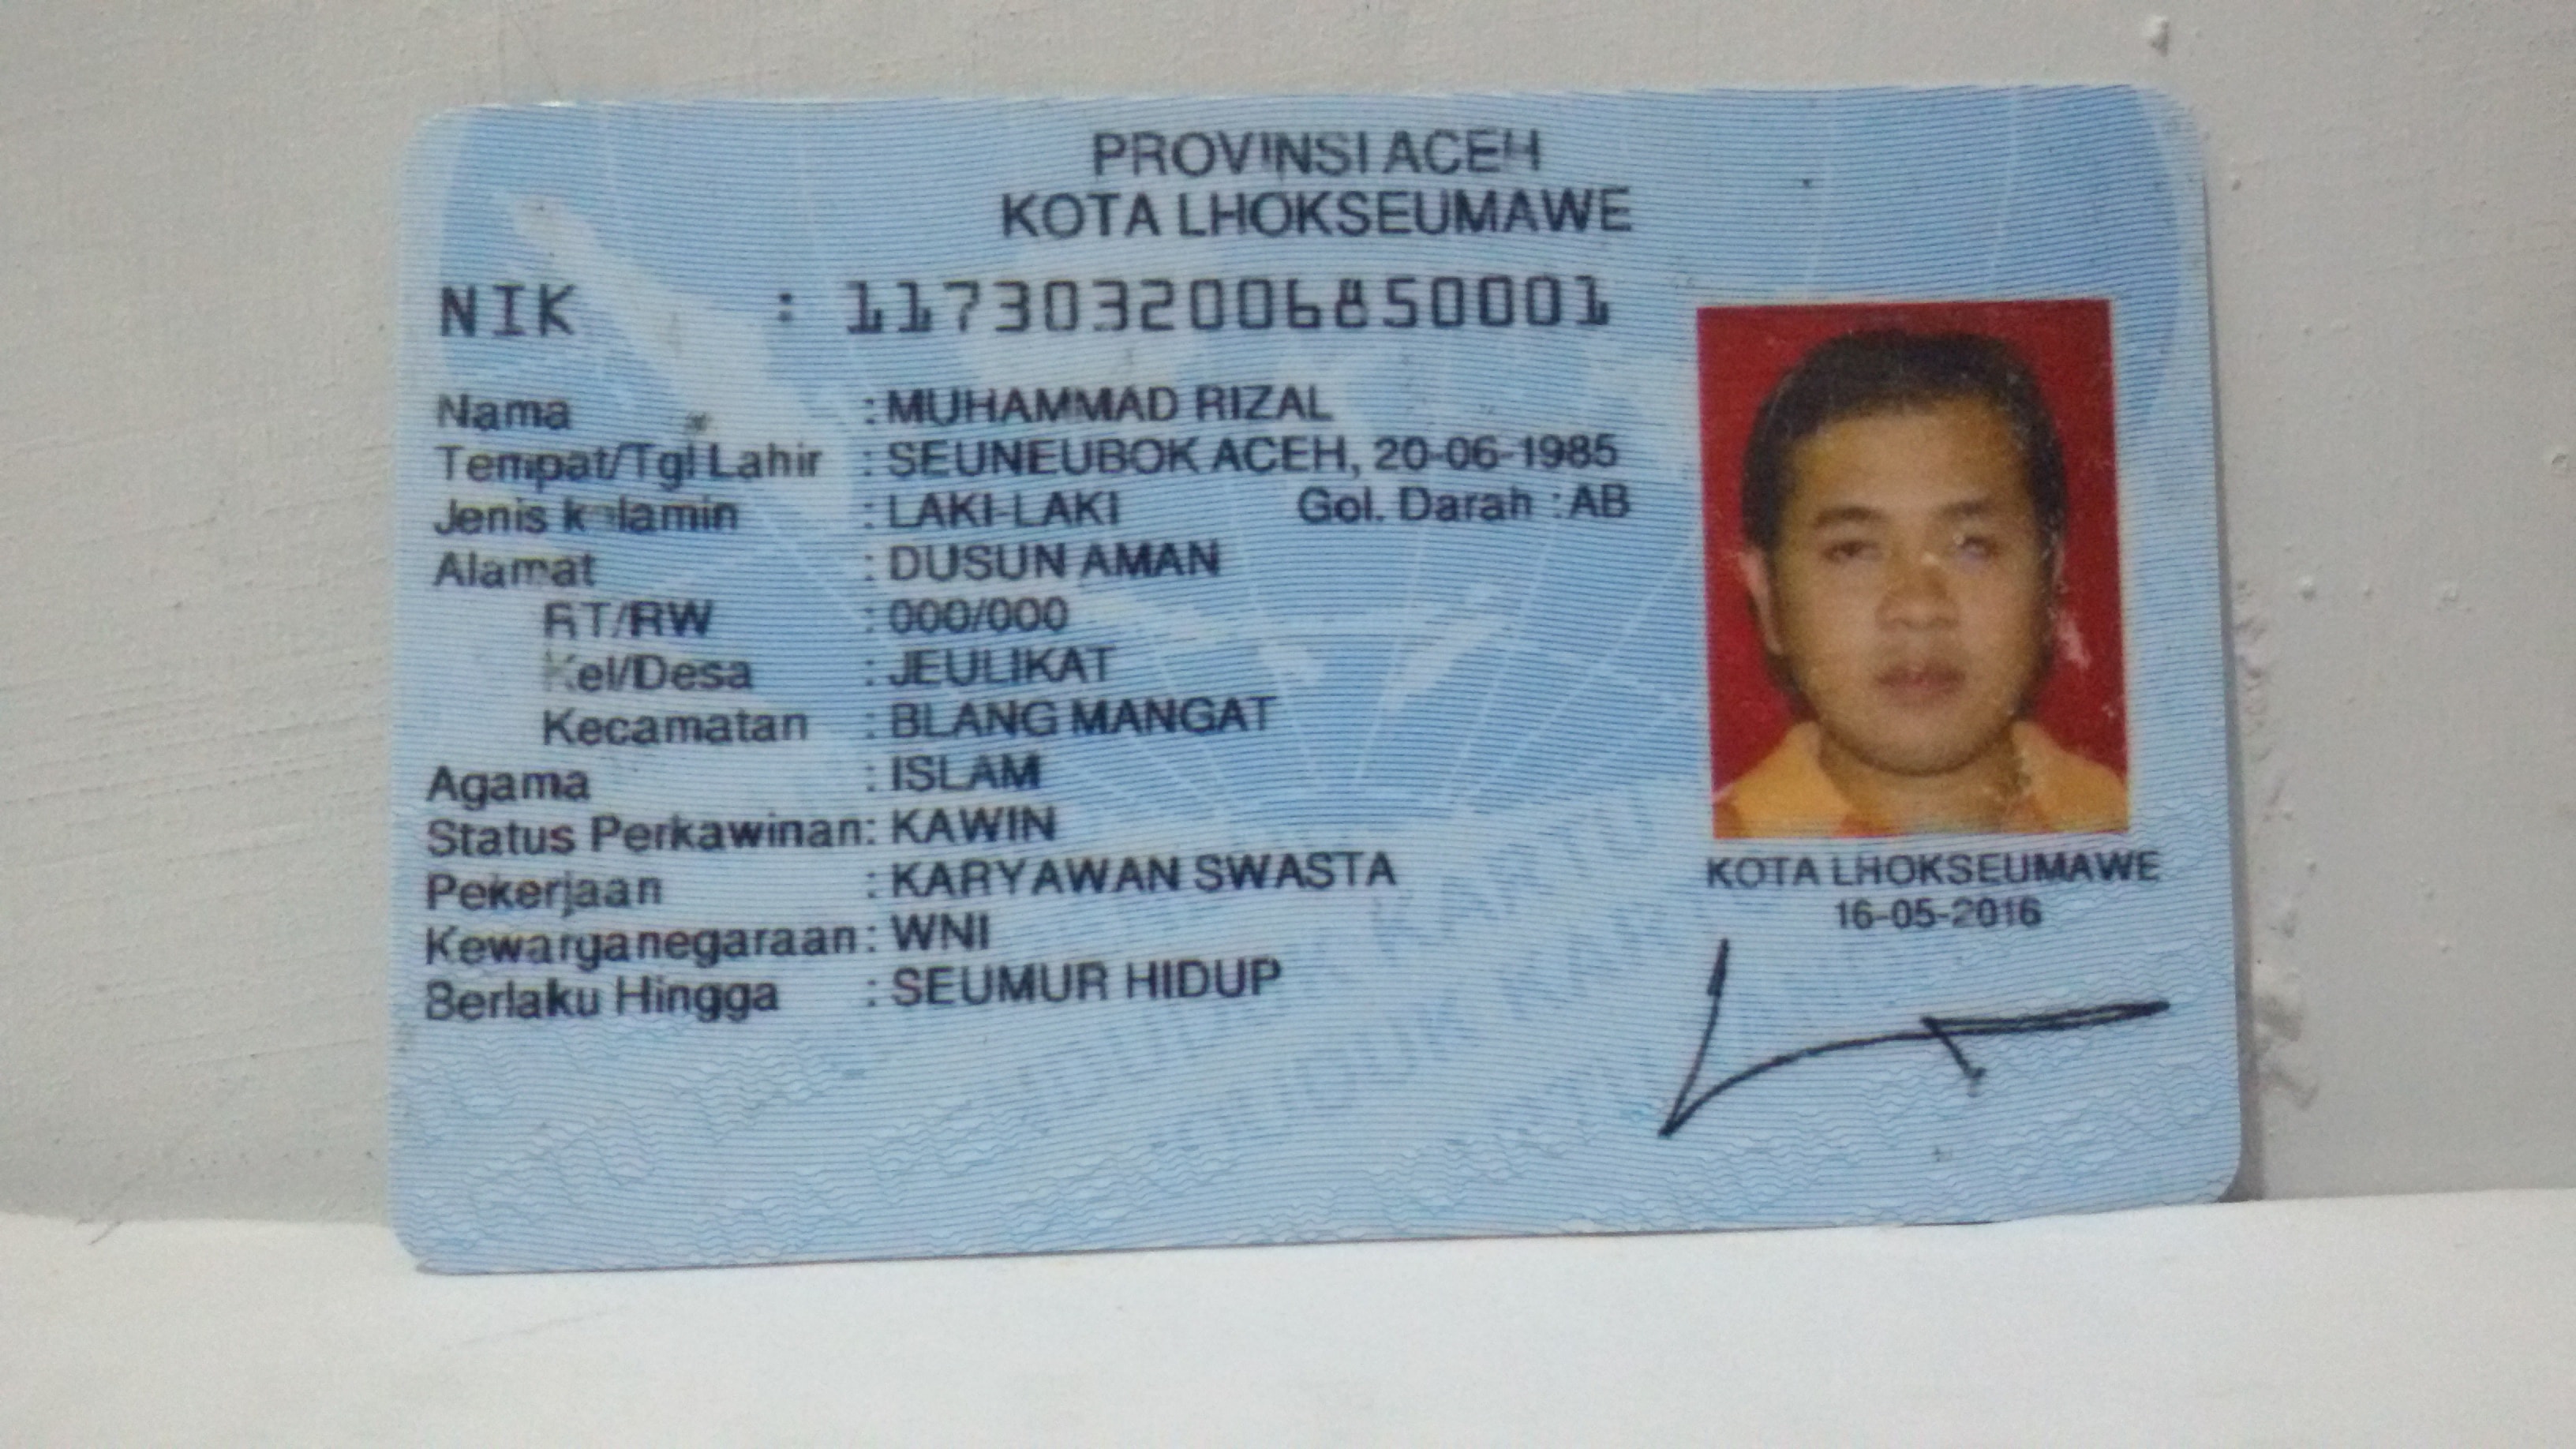 PROVINSI ACEH
KOTA LHOKSEUMAWE
NIK : 1173032006850001
Nama : MUHAMMAD RIZAL
Tempat/Tgl Lahir : SEUNEUBOK ACEH, 20-06-1985
Jenis kelamin : LAKI-LAKI Gol. Darah : AB
Alamat : DUSUN AMAN
RT/RW : 000/000
Kel/Desa : JEULIKAT
Kecamatan : BLANG MANGAT
Agama : ISLAM
Status Perkawinan: KAWIN
Pekerjaan : KARYAWAN SWASTA
Kewarganegaraan: WNI
Berlaku Hingga : SEUMUR HIDUP
KOTA LHOKSEUMAWE
16-05-2016